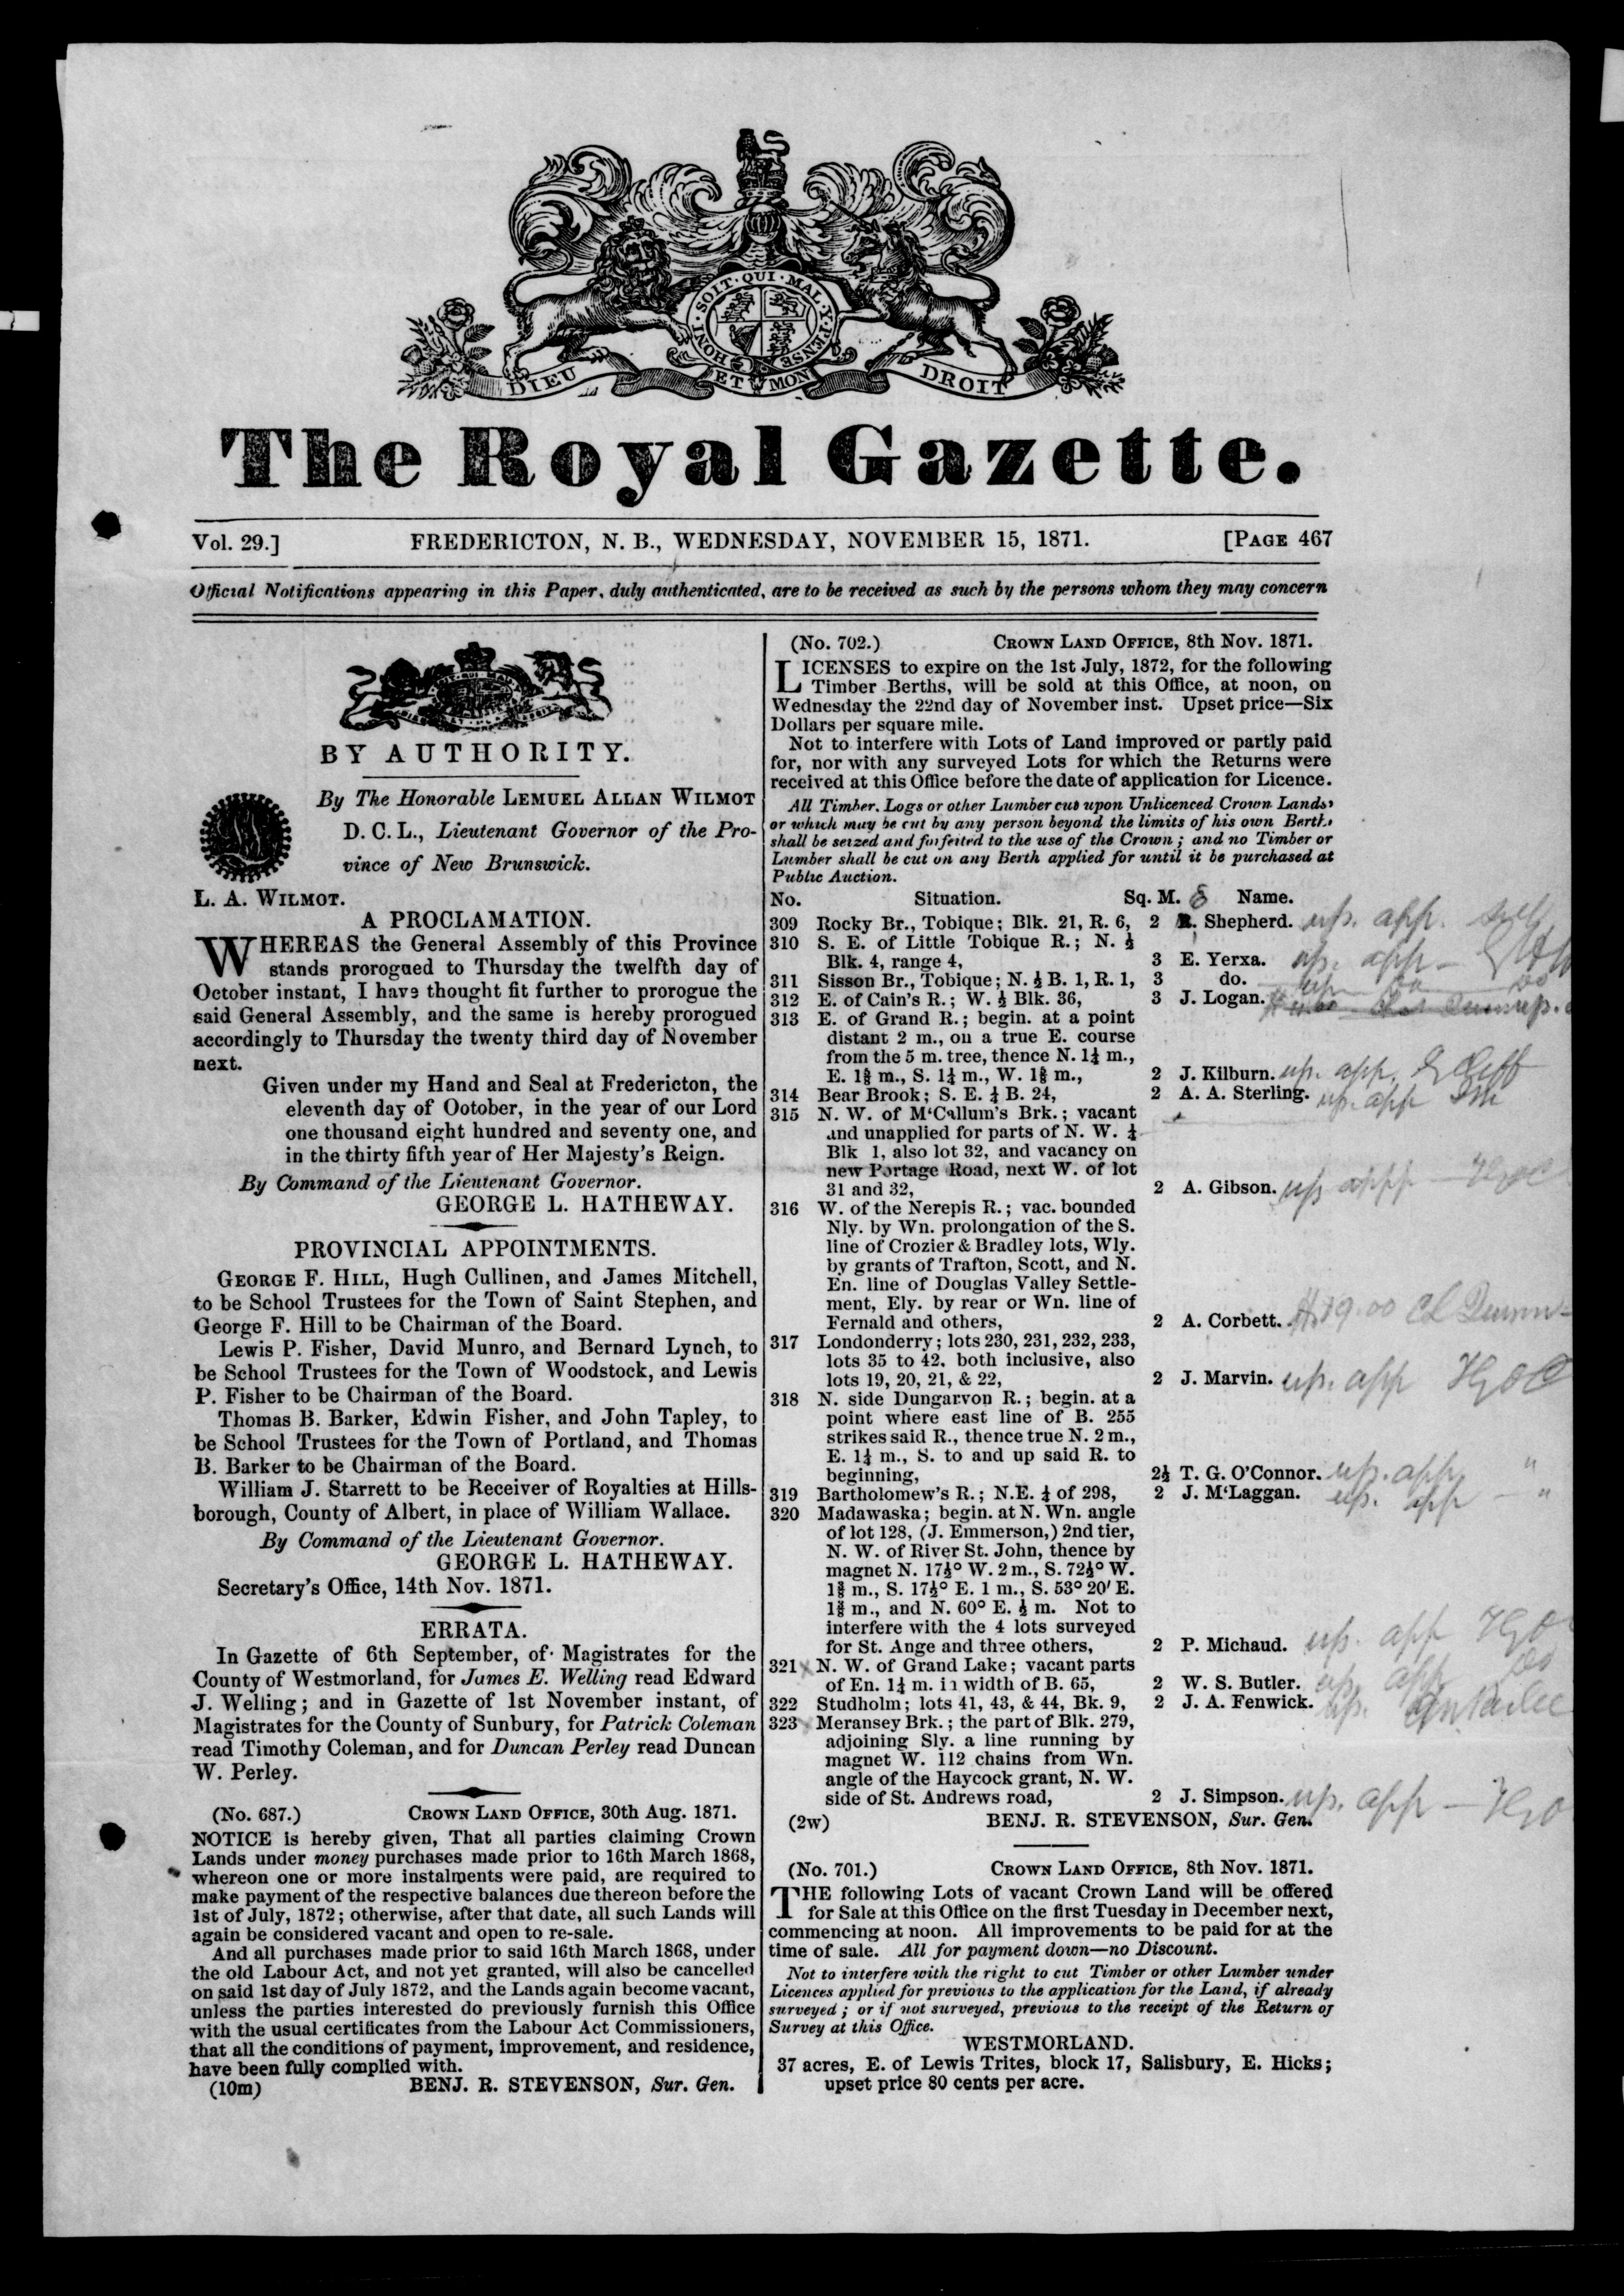 HONI · SOIT · QUI · MAL · Y · PENSE
DIEU ET MON DROIT
The Royal Gazette.
Vol. 29.] FREDERICTON, N. B., WEDNESDAY, NOVEMBER 15, 1871. [PAGE 467
Official Notifications appearing in this Paper, duly authenticated, are to be received as such by the persons whom they may concern
BY AUTHORITY.
By The Honorable LEMUEL ALLAN WILMOT
D. C. L., Lieutenant Governor of the Pro-
vince of New Brunswick.
L. A. WILMOT.
A PROCLAMATION.
WHEREAS the General Assembly of this Province
stands prorogued to Thursday the twelfth day of
October instant, I have thought fit further to prorogue the
said General Assembly, and the same is hereby prorogued
accordingly to Thursday the twenty third day of November
next.
Given under my Hand and Seal at Fredericton, the
eleventh day of October, in the year of our Lord
one thousand eight hundred and seventy one, and
in the thirty fifth year of Her Majesty's Reign.
By Command of the Lieutenant Governor.
GEORGE L. HATHEWAY.
PROVINCIAL APPOINTMENTS.
GEORGE F. HILL, Hugh Cullinen, and James Mitchell,
to be School Trustees for the Town of Saint Stephen, and
George F. Hill to be Chairman of the Board.
Lewis P. Fisher, David Munro, and Bernard Lynch, to
be School Trustees for the Town of Woodstock, and Lewis
P. Fisher to be Chairman of the Board.
Thomas B. Barker, Edwin Fisher, and John Tapley, to
be School Trustees for the Town of Portland, and Thomas
B. Barker to be Chairman of the Board.
William J. Starrett to be Receiver of Royalties at Hills-
borough, County of Albert, in place of William Wallace.
By Command of the Lieutenant Governor.
GEORGE L. HATHEWAY.
Secretary's Office, 14th Nov. 1871.
ERRATA.
In Gazette of 6th September, of Magistrates for the
County of Westmorland, for James E. Welling read Edward
J. Welling; and in Gazette of 1st November instant, of
Magistrates for the County of Sunbury, for Patrick Coleman
read Timothy Coleman, and for Duncan Perley read Duncan
W. Perley.
(No. 687.) CROWN LAND OFFICE, 30th Aug. 1871.
NOTICE is hereby given, That all parties claiming Crown
Lands under money purchases made prior to 16th March 1868,
whereon one or more instalments were paid, are required to
make payment of the respective balances due thereon before the
1st of July, 1872; otherwise, after that date, all such Lands will
again be considered vacant and open to re-sale.
And all purchases made prior to said 16th March 1868, under
the old Labour Act, and not yet granted, will also be cancelled
on said 1st day of July 1872, and the Lands again become vacant,
unless the parties interested do previously furnish this Office
with the usual certificates from the Labour Act Commissioners,
that all the conditions of payment, improvement, and residence,
have been fully complied with.
(10m) BENJ. R. STEVENSON, Sur. Gen.
(No. 702.) CROWN LAND OFFICE, 8th Nov. 1871.
LICENSES to expire on the 1st July, 1872, for the following
Timber Berths, will be sold at this Office, at noon, on
Wednesday the 22nd day of November inst. Upset price—Six
Dollars per square mile.
Not to interfere with Lots of Land improved or partly paid
for, nor with any surveyed Lots for which the Returns were
received at this Office before the date of application for Licence.
All Timber, Logs or other Lumber cut upon Unlicenced Crown Lands,
or which may be cut by any person beyond the limits of his own Berth,
shall be seized and forfeited to the use of the Crown; and no Timber or
Lumber shall be cut on any Berth applied for until it be purchased at
Public Auction.
No. Situation. Sq. M. Name.
309 Rocky Br., Tobique; Blk. 21, R. 6, 2 R. Shepherd. up. app.
310 S. E. of Little Tobique R.; N. ½
Blk. 4, range 4, 3 E. Yerxa. up. app
311 Sisson Br., Tobique; N. ½ B. 1, R. 1, 3 do. up Do Do
312 E. of Cain's R.; W. ½ Blk. 36, 3 J. Logan.
313 E. of Grand R.; begin. at a point
distant 2 m., on a true E. course
from the 5 m. tree, thence N. 1¼ m.,
E. 1⅝ m., S. 1¼ m., W. 1⅝ m., 2 J. Kilburn. up. app.
314 Bear Brook; S. E. ¼ B. 24, 2 A. A. Sterling. up. app
315 N. W. of M'Callum's Brk.; vacant
and unapplied for parts of N. W. ¼
Blk 1, also lot 32, and vacancy on
new Portage Road, next W. of lot
31 and 32, 2 A. Gibson. up app
316 W. of the Nerepis R.; vac. bounded
Nly. by Wn. prolongation of the S.
line of Crozier & Bradley lots, Wly.
by grants of Trafton, Scott, and N.
En. line of Douglas Valley Settle-
ment, Ely. by rear or Wn. line of
Fernald and others, 2 A. Corbett.
317 Londonderry; lots 230, 231, 232, 233,
lots 35 to 42, both inclusive, also
lots 19, 20, 21, & 22, 2 J. Marvin. up. app
318 N. side Dungarvon R.; begin. at a
point where east line of B. 255
strikes said R., thence true N. 2 m.,
E. 1¼ m., S. to and up said R. to
beginning, 2½ T. G. O'Connor. up. app "
319 Bartholomew's R.; N.E. ¼ of 298, 2 J. M'Laggan. up. app — "
320 Madawaska; begin. at N. Wn. angle
of lot 128, (J. Emmerson,) 2nd tier,
N. W. of River St. John, thence by
magnet N. 17½° W. 2 m., S. 72½° W.
1⅜ m., S. 17½° E. 1 m., S. 53° 20′ E.
1⅜ m., and N. 60° E. ½ m. Not to
interfere with the 4 lots surveyed
for St. Ange and three others, 2 P. Michaud. up. app
321 N. W. of Grand Lake; vacant parts
of En. 1¼ m. in width of B. 65, 2 W. S. Butler. up. app Do
322 Studholm; lots 41, 43, & 44, Bk. 9, 2 J. A. Fenwick. up.
323 Meransey Brk.; the part of Blk. 279,
adjoining Sly. a line running by
magnet W. 112 chains from Wn.
angle of the Haycock grant, N. W.
side of St. Andrews road, 2 J. Simpson. up. app
(2w) BENJ. R. STEVENSON, Sur. Gen.
(No. 701.) CROWN LAND OFFICE, 8th Nov. 1871.
THE following Lots of vacant Crown Land will be offered
for Sale at this Office on the first Tuesday in December next,
commencing at noon. All improvements to be paid for at the
time of sale. All for payment down—no Discount.
Not to interfere with the right to cut Timber or other Lumber under
Licences applied for previous to the application for the Land, if already
surveyed; or if not surveyed, previous to the receipt of the Return of
Survey at this Office.
WESTMORLAND.
37 acres, E. of Lewis Trites, block 17, Salisbury, E. Hicks;
upset price 80 cents per acre.